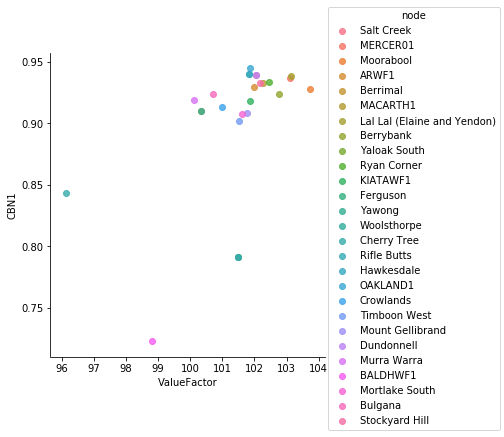 node
Salt Creek
MERCER01
Moorabool
ARWF1
Berrimal
MACARTH1
Lal Lal (Elaine and Yendon)
Berrybank
Yaloak South
Ryan Corner
KIATAWF1
Ferguson
Yawong
Woolsthorpe
Cherry Tree
Rifle Butts
Hawkesdale
OAKLAND1
Crowlands
Timboon West
Mount Gellibrand
Dundonnell
Murra Warra
BALDHWF1
Mortlake South
Bulgana
Stockyard Hill
0.95
0.90
0.85
0.80
0.75
CBN1
96 97 98 99 100 101 102 103 104
ValueFactor